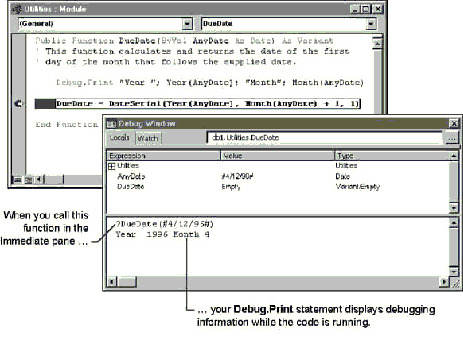 Utilities : Module
(General) DueDate
Public Function DueDate(ByVal AnyDate As Date) As Variant
' This function calculates and returns the date of the first
' day of the month that follows the supplied date.
Debug.Print "Year "; Year(AnyDate); "Month"; Month(AnyDate)
DueDate = DateSerial(Year(AnyDate), Month(AnyDate) + 1, 1)
End Function
Debug Window
Locals Watch db1.Utilities.DueDate ...
Expression Value Type
Utilities Utilities
AnyDate Date
DueDate Empty Variant/Empty
When you call this
function in the
Immediate pane ...
?DueDate(#4/12/96#)
Year 1996 Month 4
... your Debug.Print statement displays debugging
information while the code is running.